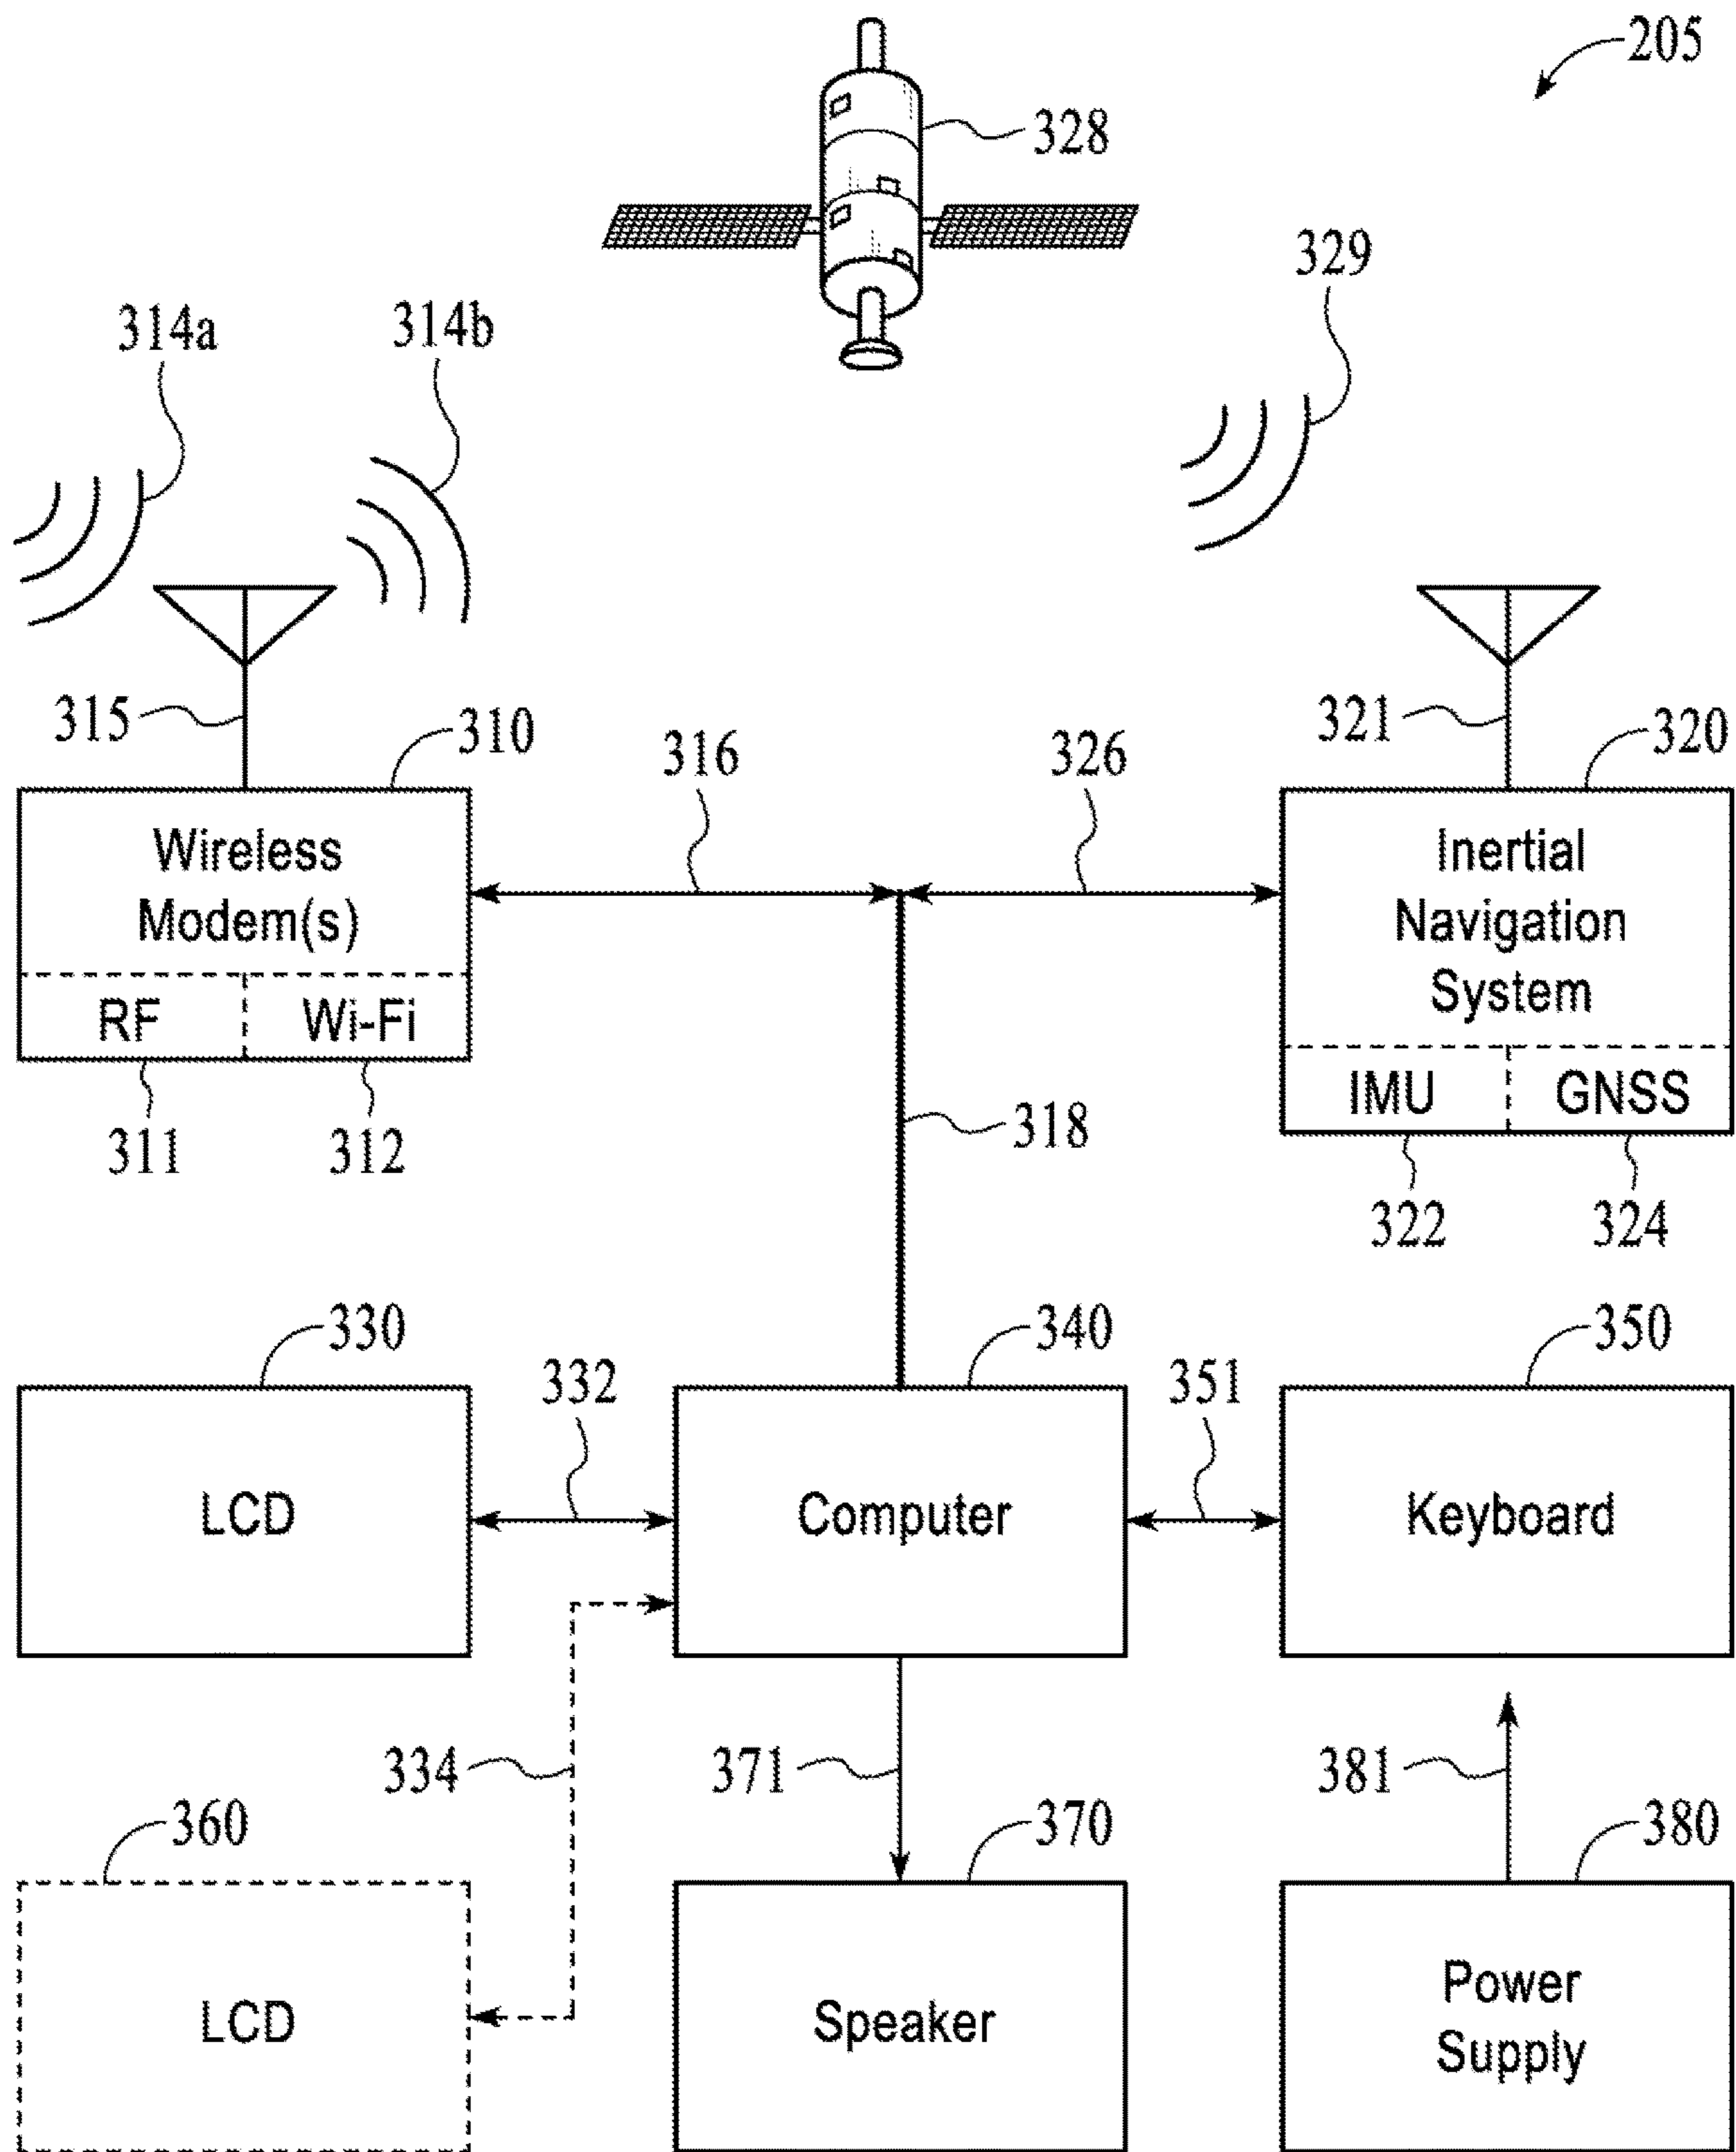 205
328
329
314a
314b
315
310
316
326
321
320
Wireless
Modem(s)
RF
Wi-Fi
Inertial
Navigation
System
IMU
GNSS
311
312
318
322
324
330
332
340
351
350
LCD
Computer
Keyboard
334
371
381
360
370
380
LCD
Speaker
Power
Supply